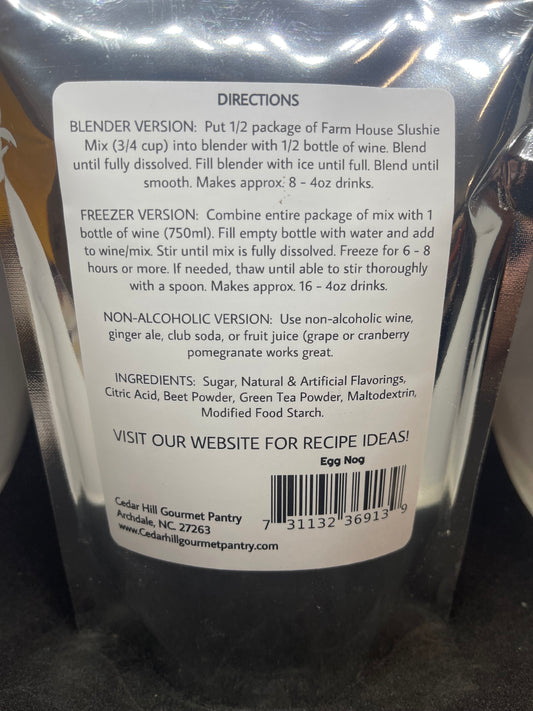 DIRECTIONS
BLENDER VERSION: Put 1/2 package of Farm House Slushie
Mix (3/4 cup) into blender with 1/2 bottle of wine. Blend
until fully dissolved. Fill blender with ice until full. Blend until
smooth. Makes approx. 8 - 4oz drinks.
FREEZER VERSION: Combine entire package of mix with 1
bottle of wine (750ml). Fill empty bottle with water and add
to wine/mix. Stir until mix is fully dissolved. Freeze for 6 - 8
hours or more. If needed, thaw until able to stir thoroughly
with a spoon. Makes approx. 16 - 4oz drinks.
NON-ALCOHOLIC VERSION: Use non-alcoholic wine,
ginger ale, club soda, or fruit juice (grape or cranberry
pomegranate works great.
INGREDIENTS: Sugar, Natural & Artificial Flavorings,
Citric Acid, Beet Powder, Green Tea Powder, Maltodextrin,
Modified Food Starch.
VISIT OUR WEBSITE FOR RECIPE IDEAS!
Egg Nog
Cedar Hill Gourmet Pantry
Archdale, NC. 27263
www.Cedarhillgourmetpantry.com
7 31132 36913 9